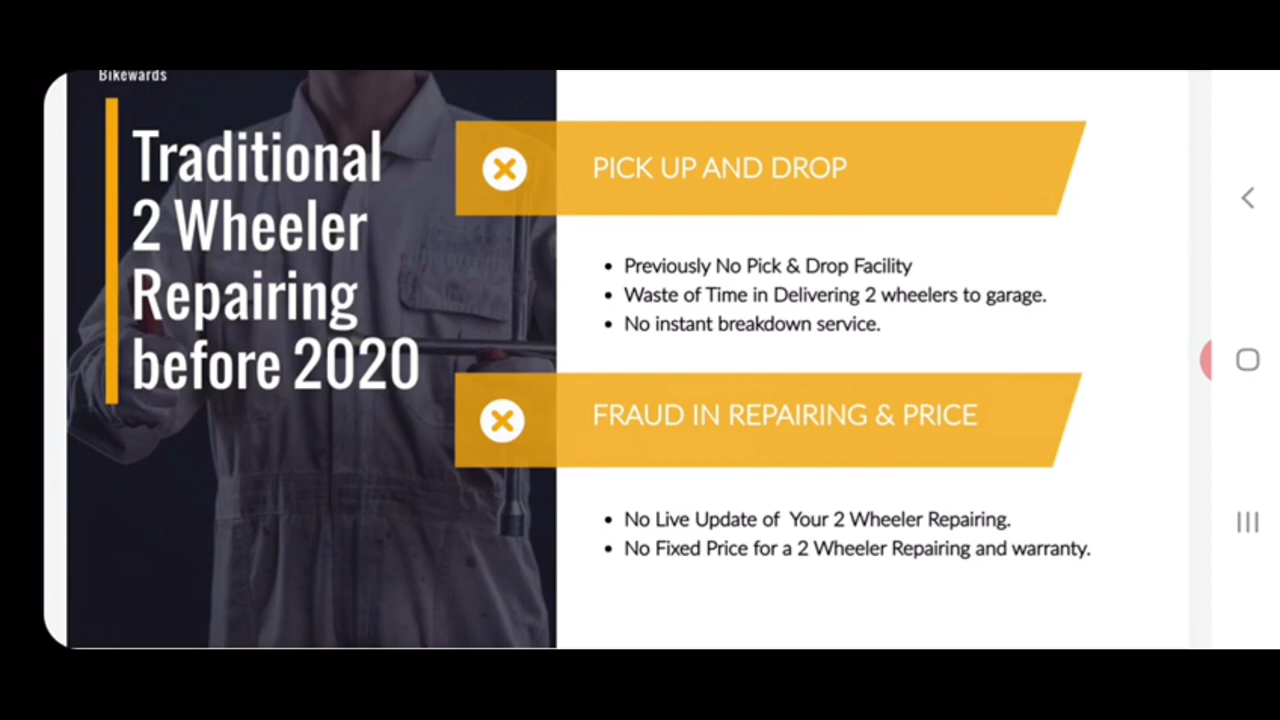 Bikewards
Traditional
2 Wheeler
Repairing
before 2020
PICK UP AND DROP
• Previously No Pick & Drop Facility
• Waste of Time in Delivering 2 wheelers to garage.
• No instant breakdown service.
FRAUD IN REPAIRING & PRICE
• No Live Update of  Your 2 Wheeler Repairing.
• No Fixed Price for a 2 Wheeler Repairing and warranty.